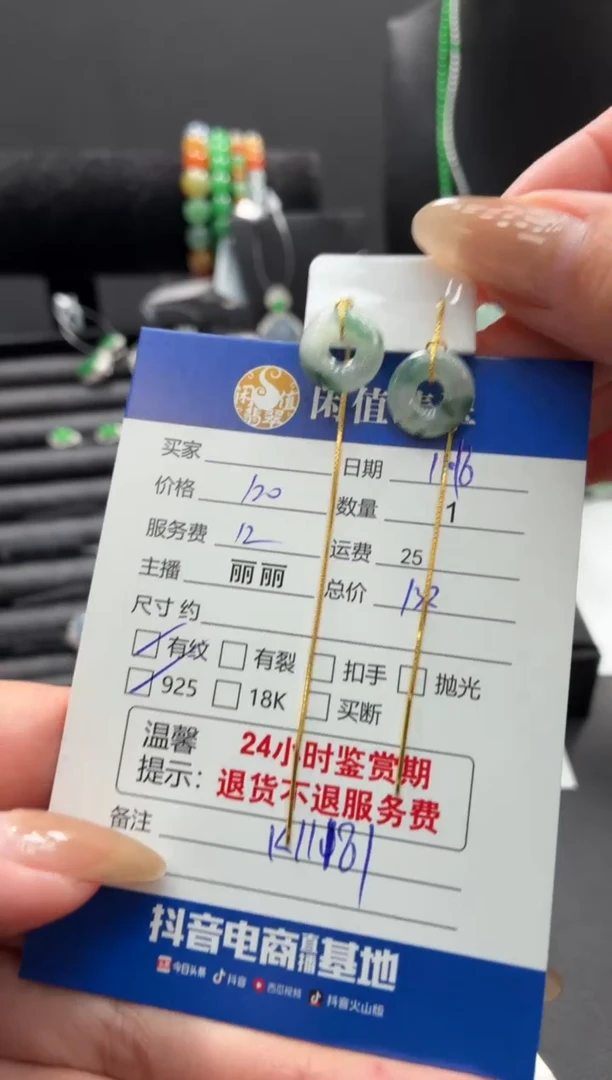 闲值
买家
日期
价格 120
数量 1
服务费 12
运费 25
主播 丽丽
总价 132
尺寸 约
有纹 有裂 扣手 抛光
925 18K 买断
温馨提示：
24小时鉴赏期
退货不退服务费
备注
抖音电商直播基地
今日头条 抖音 西瓜视频 抖音火山版